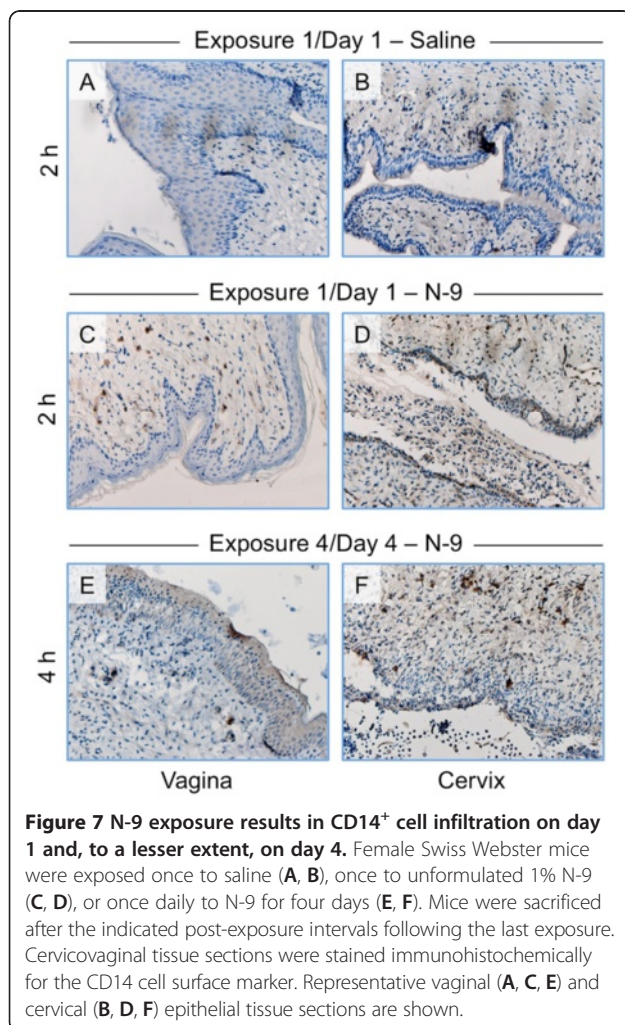 Exposure 1/Day 1 – Saline
A
B
2 h
Exposure 1/Day 1 – N-9
C
D
2 h
Exposure 4/Day 4 – N-9
E
F
4 h
Vagina
Cervix
Figure 7 N-9 exposure results in CD14+ cell infiltration on day
1 and, to a lesser extent, on day 4. Female Swiss Webster mice
were exposed once to saline (A, B), once to unformulated 1% N-9
(C, D), or once daily to N-9 for four days (E, F). Mice were sacrificed
after the indicated post-exposure intervals following the last exposure.
Cervicovaginal tissue sections were stained immunohistochemically
for the CD14 cell surface marker. Representative vaginal (A, C, E) and
cervical (B, D, F) epithelial tissue sections are shown.